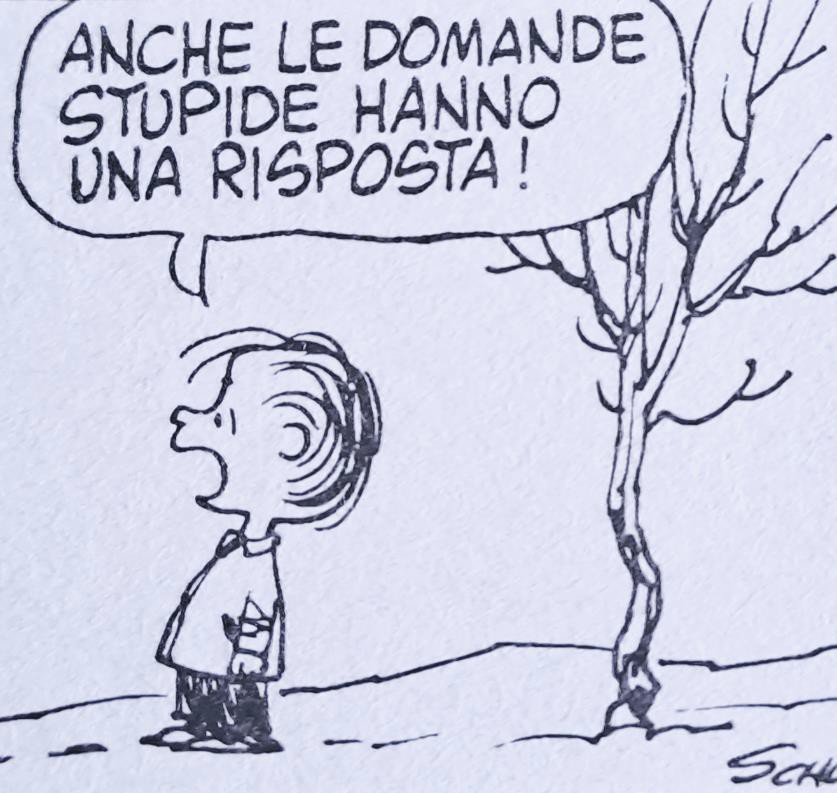 ANCHE LE DOMANDE
STUPIDE HANNO
UNA RISPOSTA!